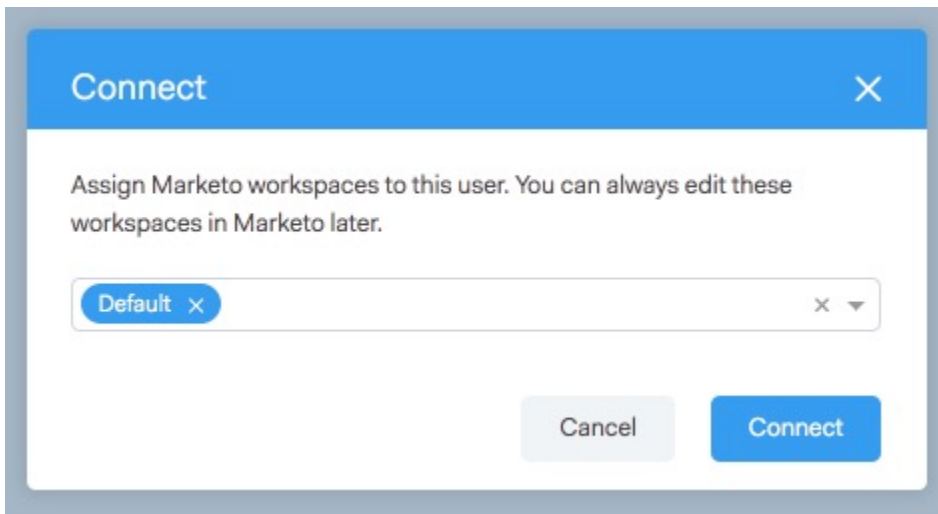 Connect
Assign Marketo workspaces to this user. You can always edit these
workspaces in Marketo later.
Default
Cancel
Connect